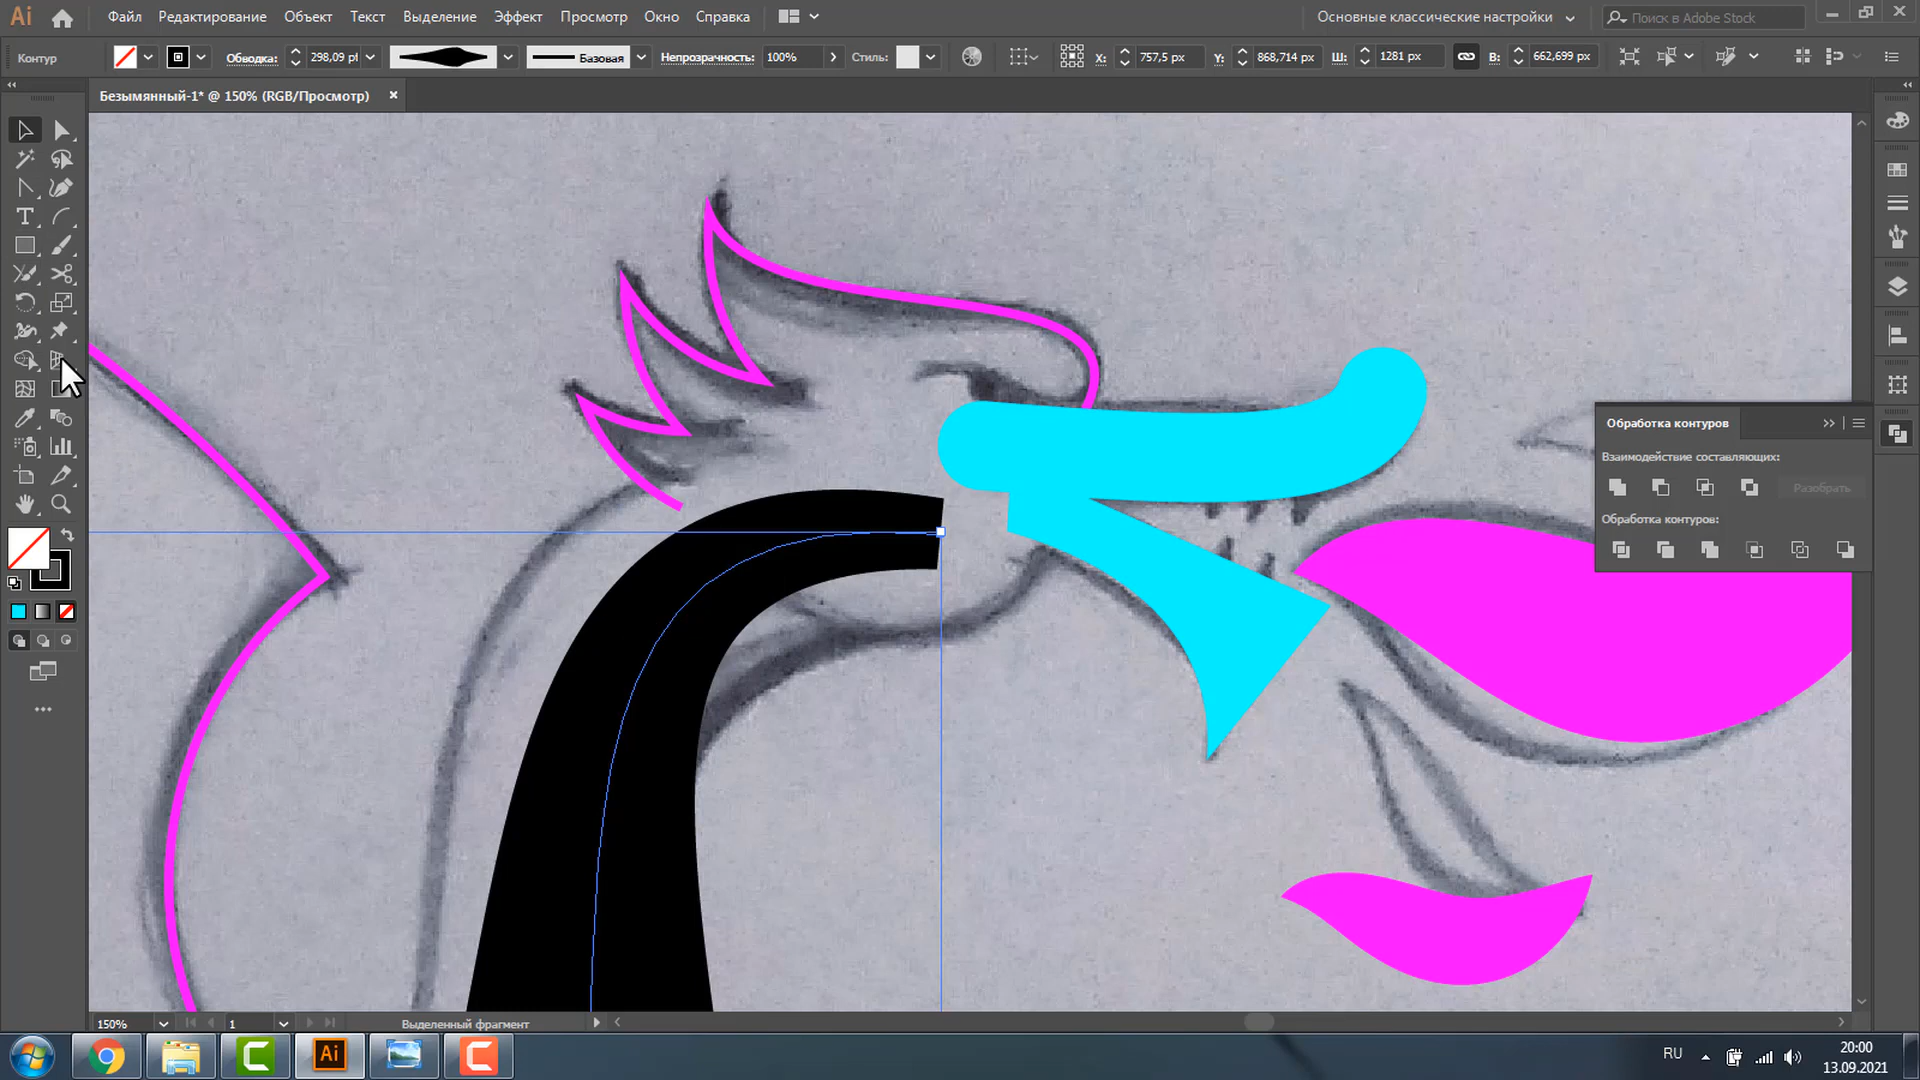 Ai Файл Редактирование Объект Текст Выделение Эффект Просмотр Окно Справка Основные классические настройки Поиск в Adobe Stock
Контур Обводка: 298,09 pt Базовая Непрозрачность: 100% Стиль: X: 757,5 px Y: 868,714 px Ш: 1281 px В: 662,699 px
Безымянный-1* @ 150% (RGB/Просмотр)
Обработка контуров
Взаимодействие составляющих:
Разобрать
Обработка контуров:
150% 1 Выделенный фрагмент
Ai RU 20:00
13.09.2021